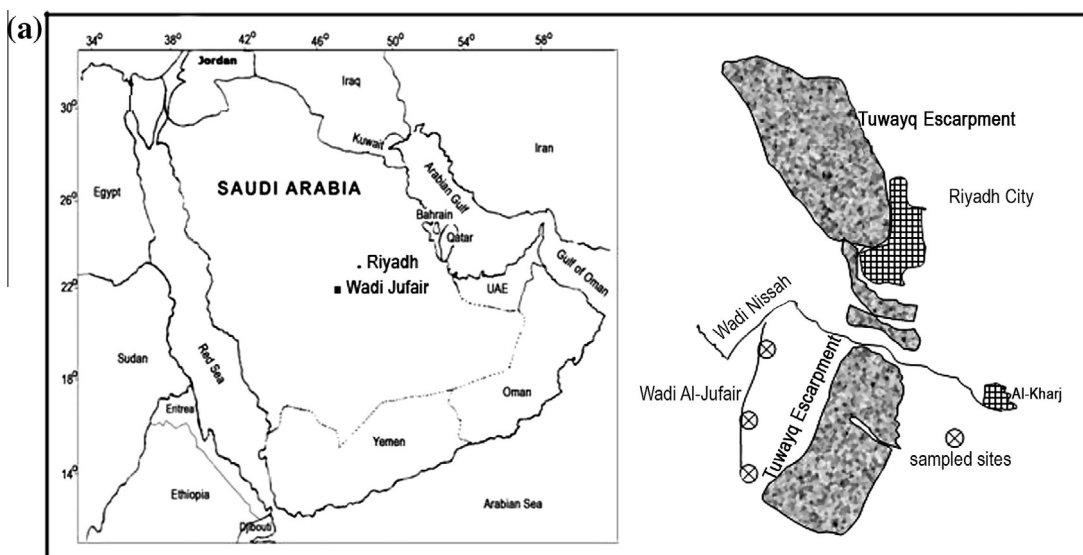 (a)
34° 38° 42° 46° 50° 54° 58°
30°
26°
22°
18°
14°
Jordan
Iraq
Kuwait
Iran
Egypt
SAUDI ARABIA
Arabian Gulf
Bahrain
Qatar
Riyadh
Wadi Jufair
UAE
Gulf of Oman
Sudan
Red Sea
Oman
Eritrea
Yemen
Ethiopia
Djibouti
Arabian Sea
Tuwayq Escarpment
Riyadh City
Wadi Nissah
Wadi Al-Jufair
Tuwayq Escarpment
Al-Kharj
sampled sites